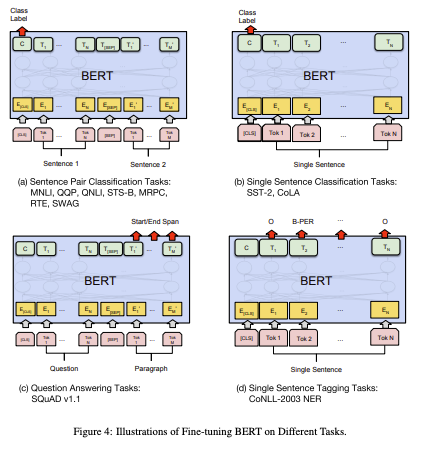 Class
Label
C T1 ... TN T[SEP] T1' ... TM'
BERT
E[CLS] E1 ... EN E[SEP] E1' ... EM'
[CLS] Tok 1 ... Tok N [SEP] Tok 1 ... Tok M
Sentence 1 Sentence 2
(a) Sentence Pair Classification Tasks:
MNLI, QQP, QNLI, STS-B, MRPC,
RTE, SWAG
Class
Label
C T1 T2 ... TN
BERT
E[CLS] E1 E2 ... EN
[CLS] Tok 1 Tok 2 ... Tok N
Single Sentence
(b) Single Sentence Classification Tasks:
SST-2, CoLA
Start/End Span
C T1 ... TN T[SEP] T1' ... TM'
BERT
E[CLS] E1 ... EN E[SEP] E1' ... EM'
[CLS] Tok 1 ... Tok N [SEP] Tok 1 ... Tok M
Question Paragraph
(c) Question Answering Tasks:
SQuAD v1.1
O B-PER ... O
C T1 T2 ... TN
BERT
E[CLS] E1 E2 ... EN
[CLS] Tok 1 Tok 2 ... Tok N
Single Sentence
(d) Single Sentence Tagging Tasks:
CoNLL-2003 NER
Figure 4: Illustrations of Fine-tuning BERT on Different Tasks.